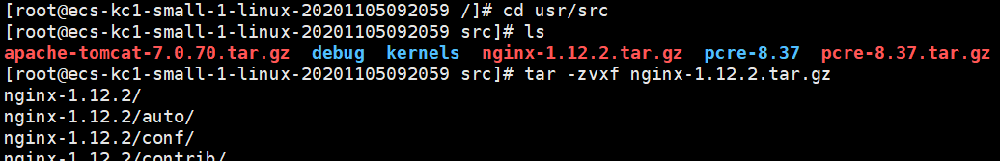 [root@ecs-kc1-small-1-linux-20201105092059 /]# cd usr/src
[root@ecs-kc1-small-1-linux-20201105092059 src]# ls
apache-tomcat-7.0.70.tar.gz  debug  kernels  nginx-1.12.2.tar.gz  pcre-8.37  pcre-8.37.tar.gz
[root@ecs-kc1-small-1-linux-20201105092059 src]# tar -zvxf nginx-1.12.2.tar.gz
nginx-1.12.2/
nginx-1.12.2/auto/
nginx-1.12.2/conf/
nginx-1.12.2/contrib/